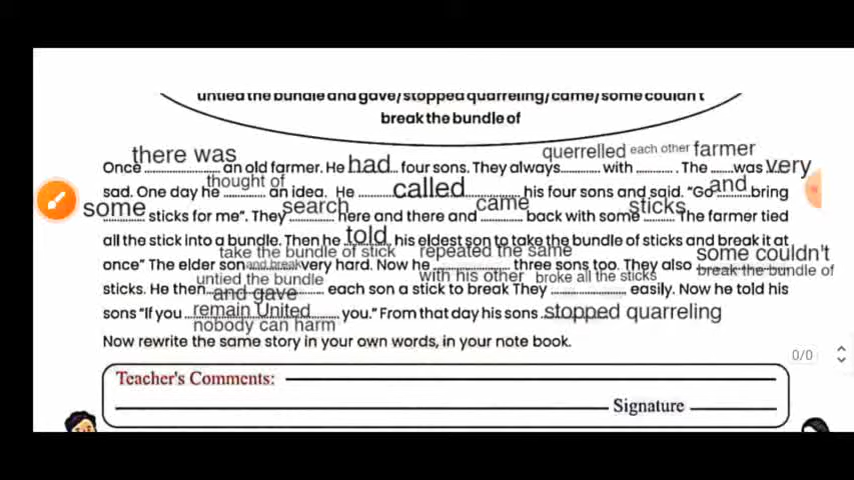 untied the bundle and gave/stopped quarreling/came/some couldn't
break the bundle of
Once there was an old farmer. He had four sons. They always querrelled with each other. The farmer was very
sad. One day he thought of an idea. He called his four sons and said. "Go and bring
some sticks for me". They search here and there and came back with some sticks The farmer tied
all the stick into a bundle. Then he told his eldest son to take the bundle of sticks and break it at
once" The elder son take the bundle of stick and break very hard. Now he repeated the same with his other three sons too. They also some couldn't break the bundle of
sticks. He then untied the bundle and gave each son a stick to break They broke all the sticks easily. Now he told his
sons "If you remain United nobody can harm you." From that day his sons stopped quarreling
Now rewrite the same story in your own words, in your note book.
0/0
Teacher's Comments:
Signature